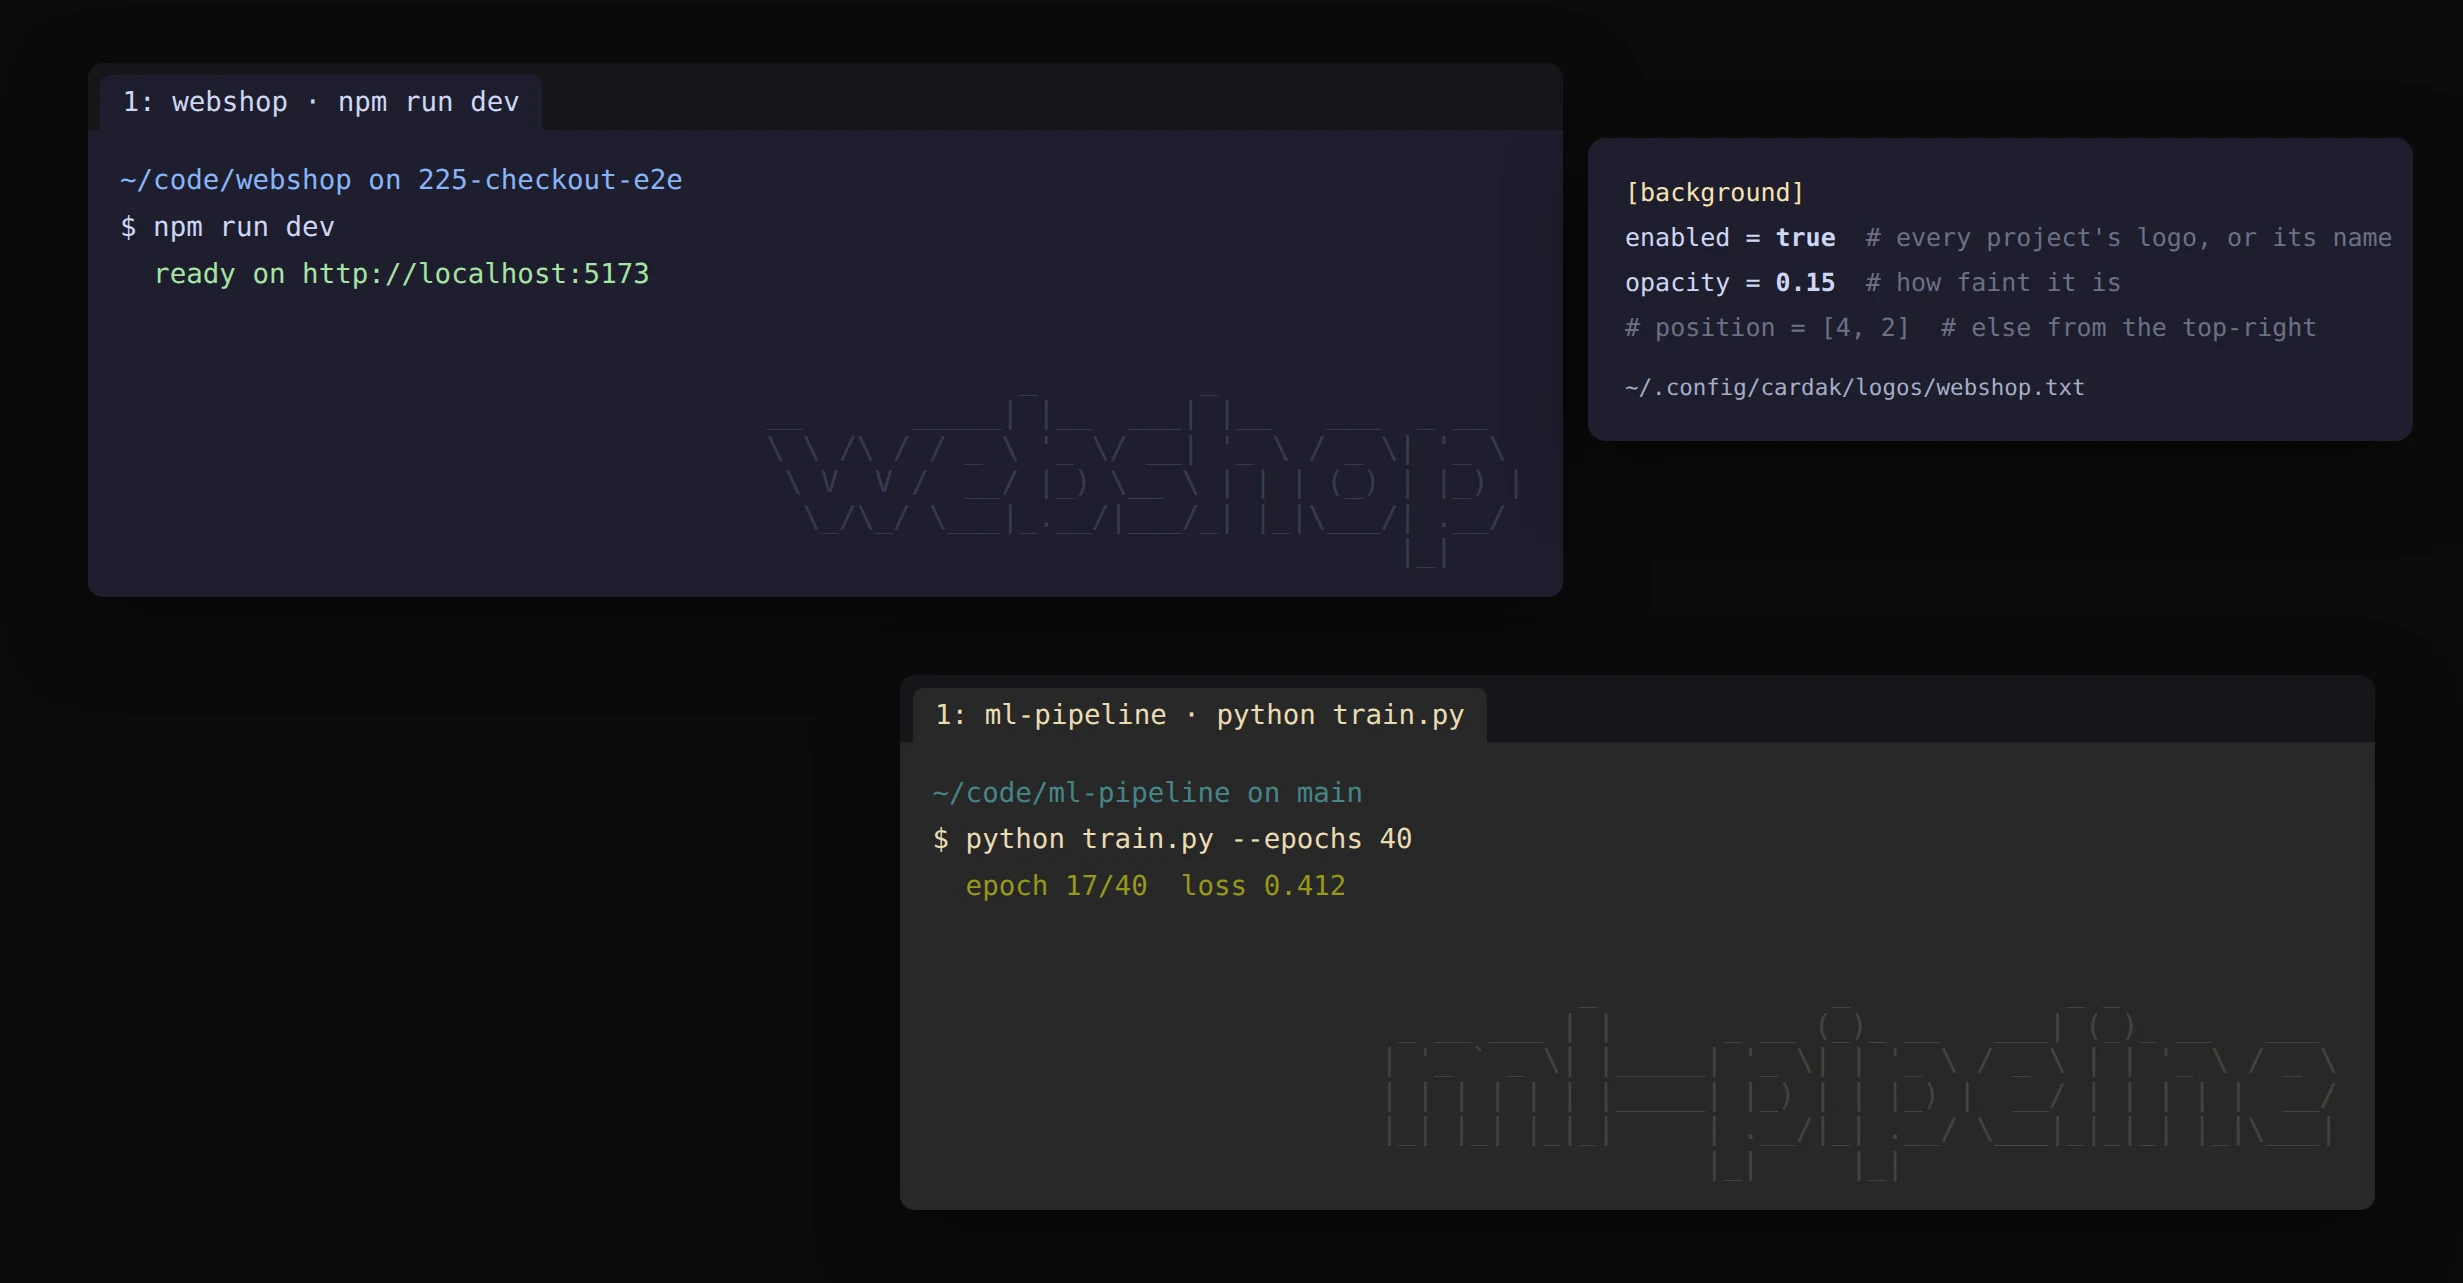 1: webshop · npm run dev
~/code/webshop on 225-checkout-e2e
$ npm run dev
ready on http://localhost:5173
webshop
[background]
enabled = true  # every project's logo, or its name
opacity = 0.15  # how faint it is
# position = [4, 2]  # else from the top-right
~/.config/cardak/logos/webshop.txt
1: ml-pipeline · python train.py
~/code/ml-pipeline on main
$ python train.py --epochs 40
epoch 17/40  loss 0.412
ml-pipeline